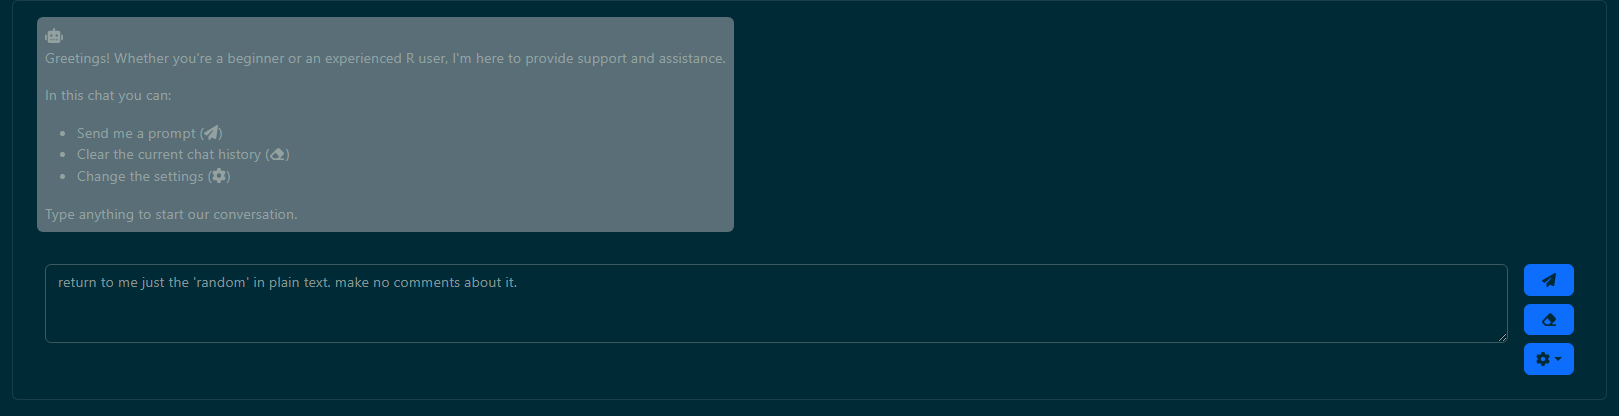 Greetings! Whether you're a beginner or an experienced R user, I'm here to provide support and assistance.
In this chat you can:
• Send me a prompt ()
• Clear the current chat history ()
• Change the settings ()
Type anything to start our conversation.
return to me just the 'random' in plain text. make no comments about it.